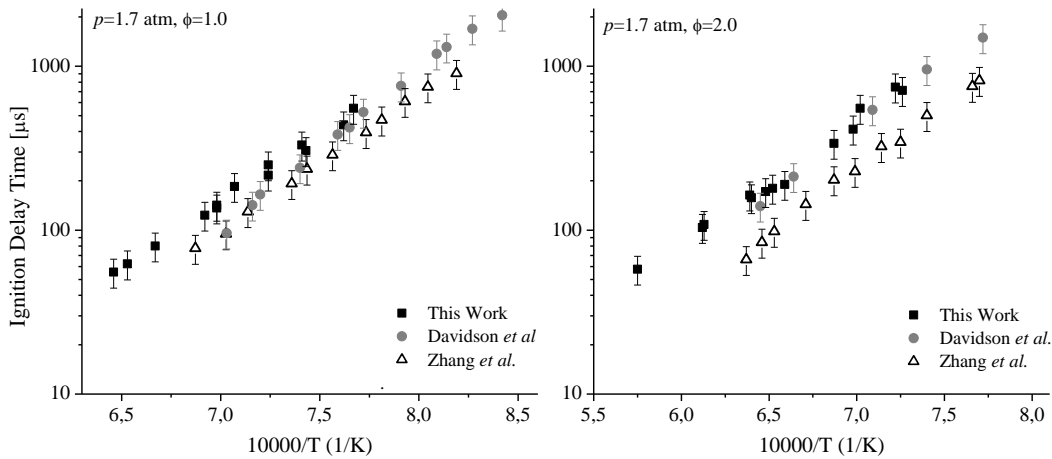 p=1.7 atm, ϕ=1.0
1000
100
10
Ignition Delay Time [µs]
This Work
Davidson et al
Zhang et al.
6,5 7,0 7,5 8,0 8,5
10000/T (1/K)
p=1.7 atm, ϕ=2.0
1000
100
10
This Work
Davidson et al.
Zhang et al.
5,5 6,0 6,5 7,0 7,5 8,0
10000/T (1/K)